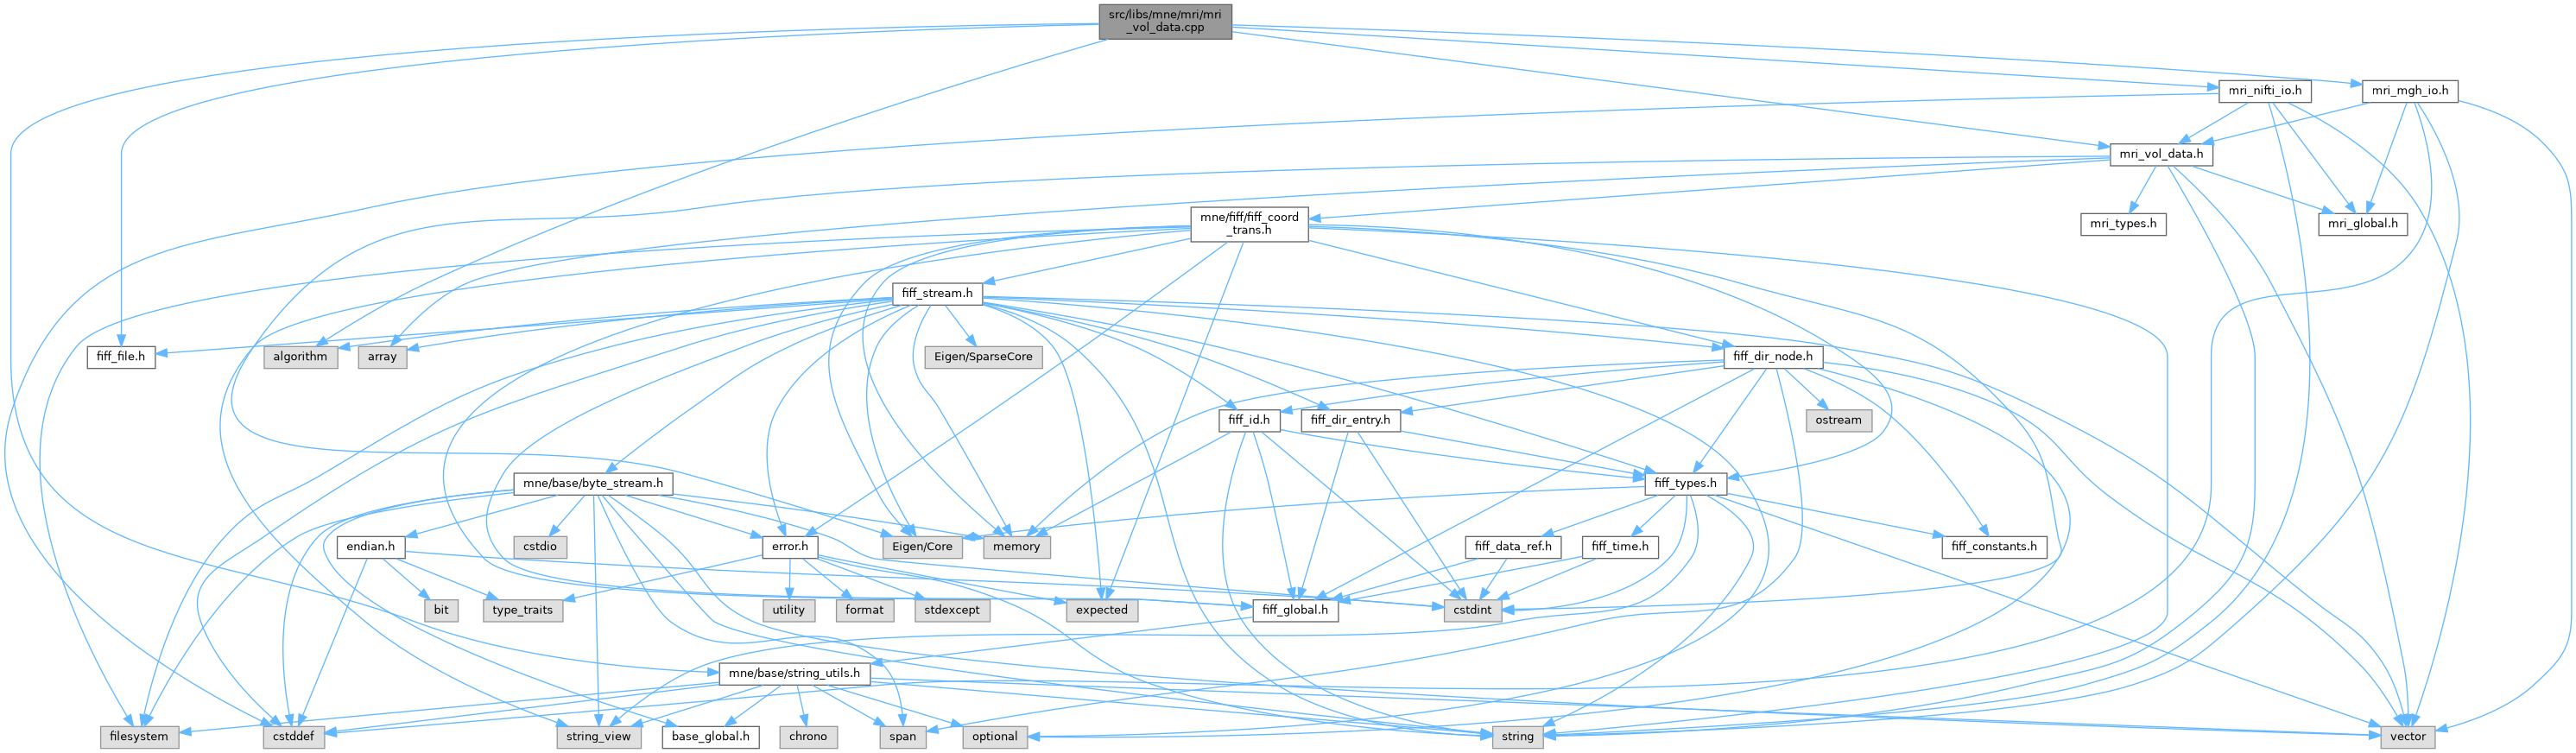 src/libs/mne/mri/mri
_vol_data.cpp
mri_nifti_io.h
mri_mgh_io.h
mri_vol_data.h
mne/fiff/fiff_coord
_trans.h
mri_types.h
mri_global.h
fiff_stream.h
fiff_file.h
algorithm
array
Eigen/SparseCore
fiff_dir_node.h
fiff_id.h
fiff_dir_entry.h
ostream
mne/base/byte_stream.h
fiff_types.h
endian.h
cstdio
error.h
Eigen/Core
memory
fiff_data_ref.h
fiff_time.h
fiff_constants.h
bit
type_traits
fiff_global.h
utility
format
stdexcept
expected
cstdint
mne/base/string_utils.h
filesystem
cstddef
string_view
base_global.h
chrono
span
optional
string
vector